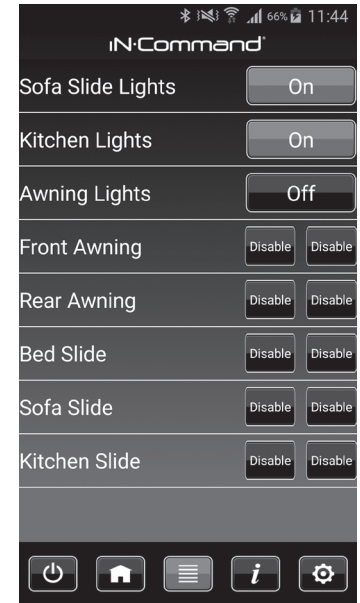 66% 11:44
iN·Command
Sofa Slide Lights On
Kitchen Lights On
Awning Lights Off
Front Awning Disable Disable
Rear Awning Disable Disable
Bed Slide Disable Disable
Sofa Slide Disable Disable
Kitchen Slide Disable Disable
i